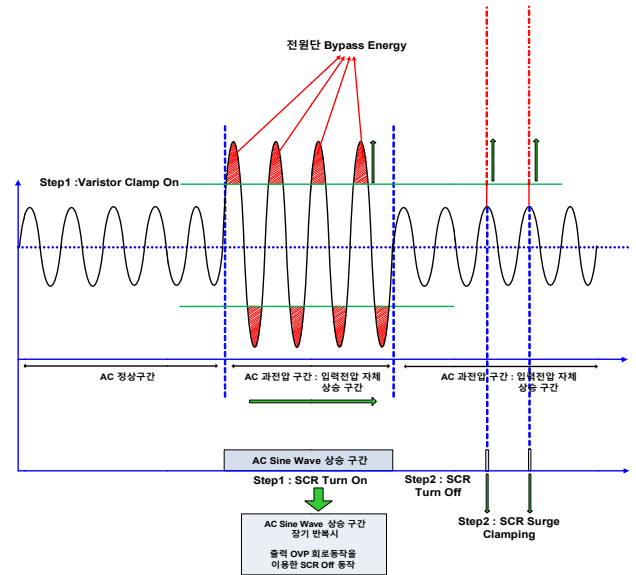 전원단 Bypass Energy
Step1 :Varistor Clamp On
AC 정상구간
AC 과전압 구간 : 입력전압 자체
상승 구간
AC 과전압 구간 : 입력전압 자체
상승 구간
AC Sine Wave 상승 구간
Step1 : SCR Turn On
Step2 : SCR
Turn Off
Step2 : SCR Surge
Clamping
AC Sine Wave 상승 구간
장기 반복시
출력 OVP 회로동작을
이용한 SCR Off 동작